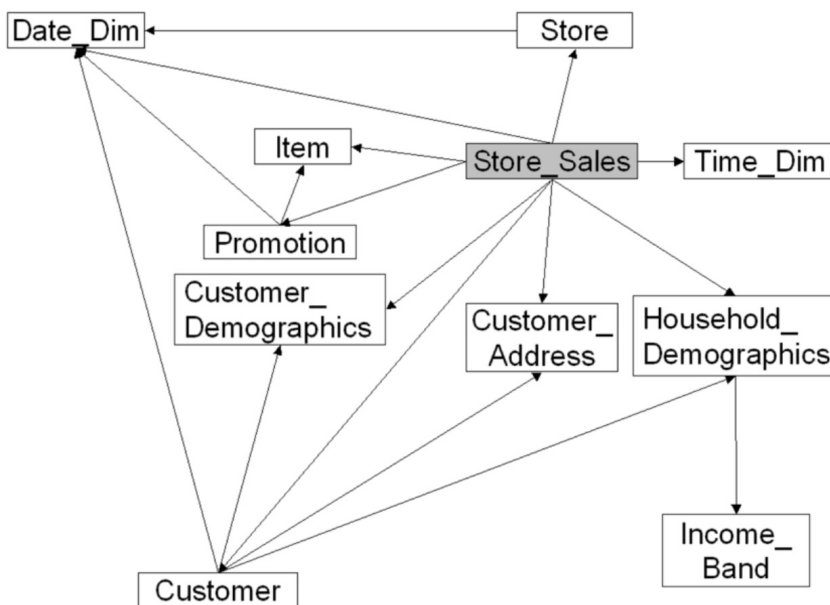 Date_Dim
Store
Item
Store_Sales
Time_Dim
Promotion
Customer_
Demographics
Customer_
Address
Household_
Demographics
Income_
Band
Customer